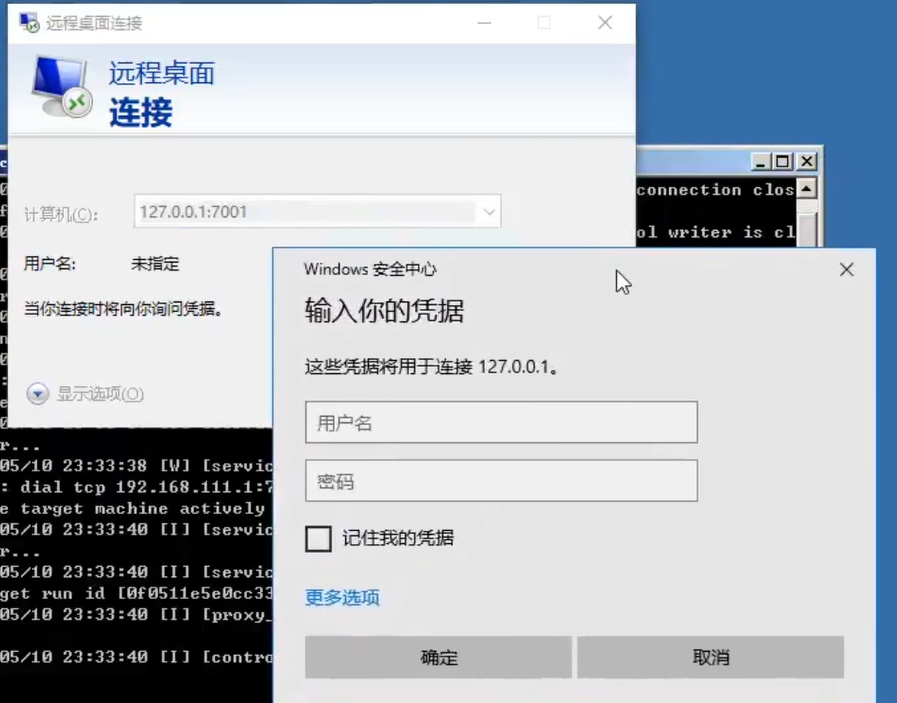 远程桌面连接
远程桌面
连接
connection clos
计算机(C):
127.0.0.1:7001
ol writer is cl
用户名:
未指定
当你连接时将向你询问凭据。
显示选项(O)
Windows 安全中心
输入你的凭据
这些凭据将用于连接 127.0.0.1。
用户名
密码
记住我的凭据
更多选项
确定
取消
r...
05/10 23:33:38 [W] [servic
: dial tcp 192.168.111.1:7
e target machine actively
05/10 23:33:40 [I] [servic
r...
05/10 23:33:40 [I] [servic
get run id [0f0511e5e0cc33
05/10 23:33:40 [I] [proxy_
05/10 23:33:40 [I] [contro